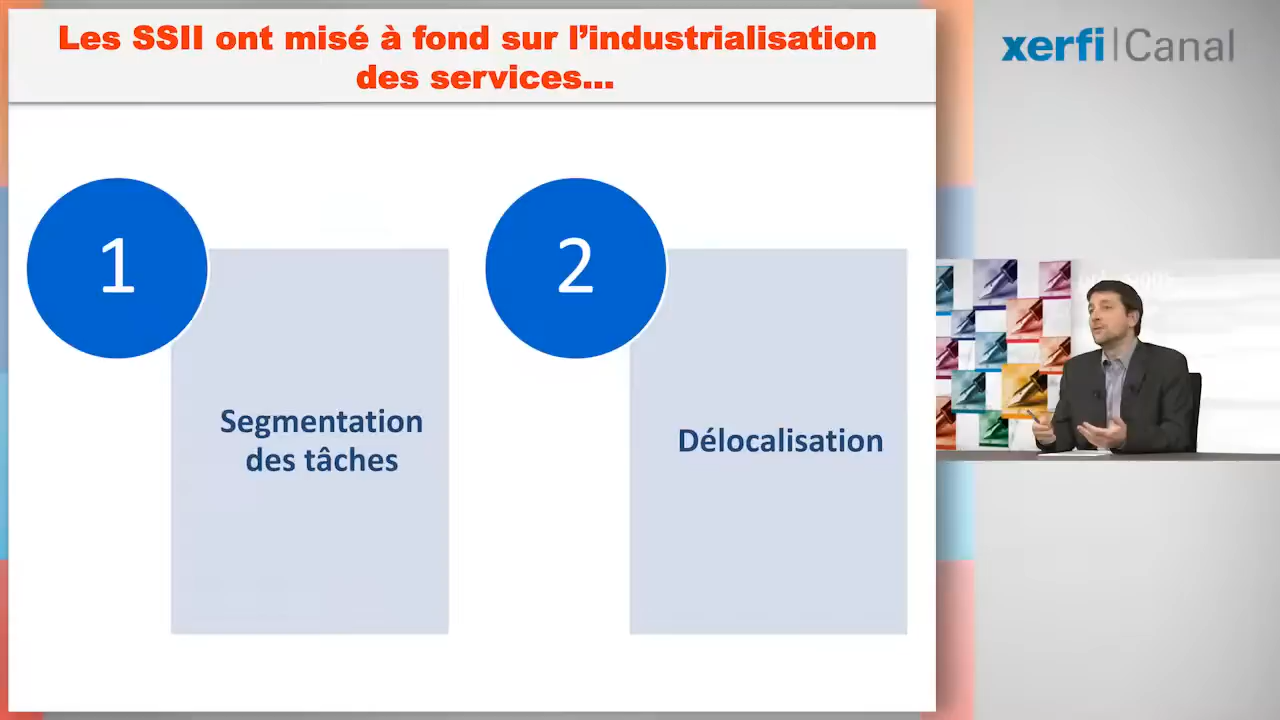 Les SSII ont misé à fond sur l’industrialisation
des services...
xerfi|Canal
1
Segmentation
des tâches
2
Délocalisation